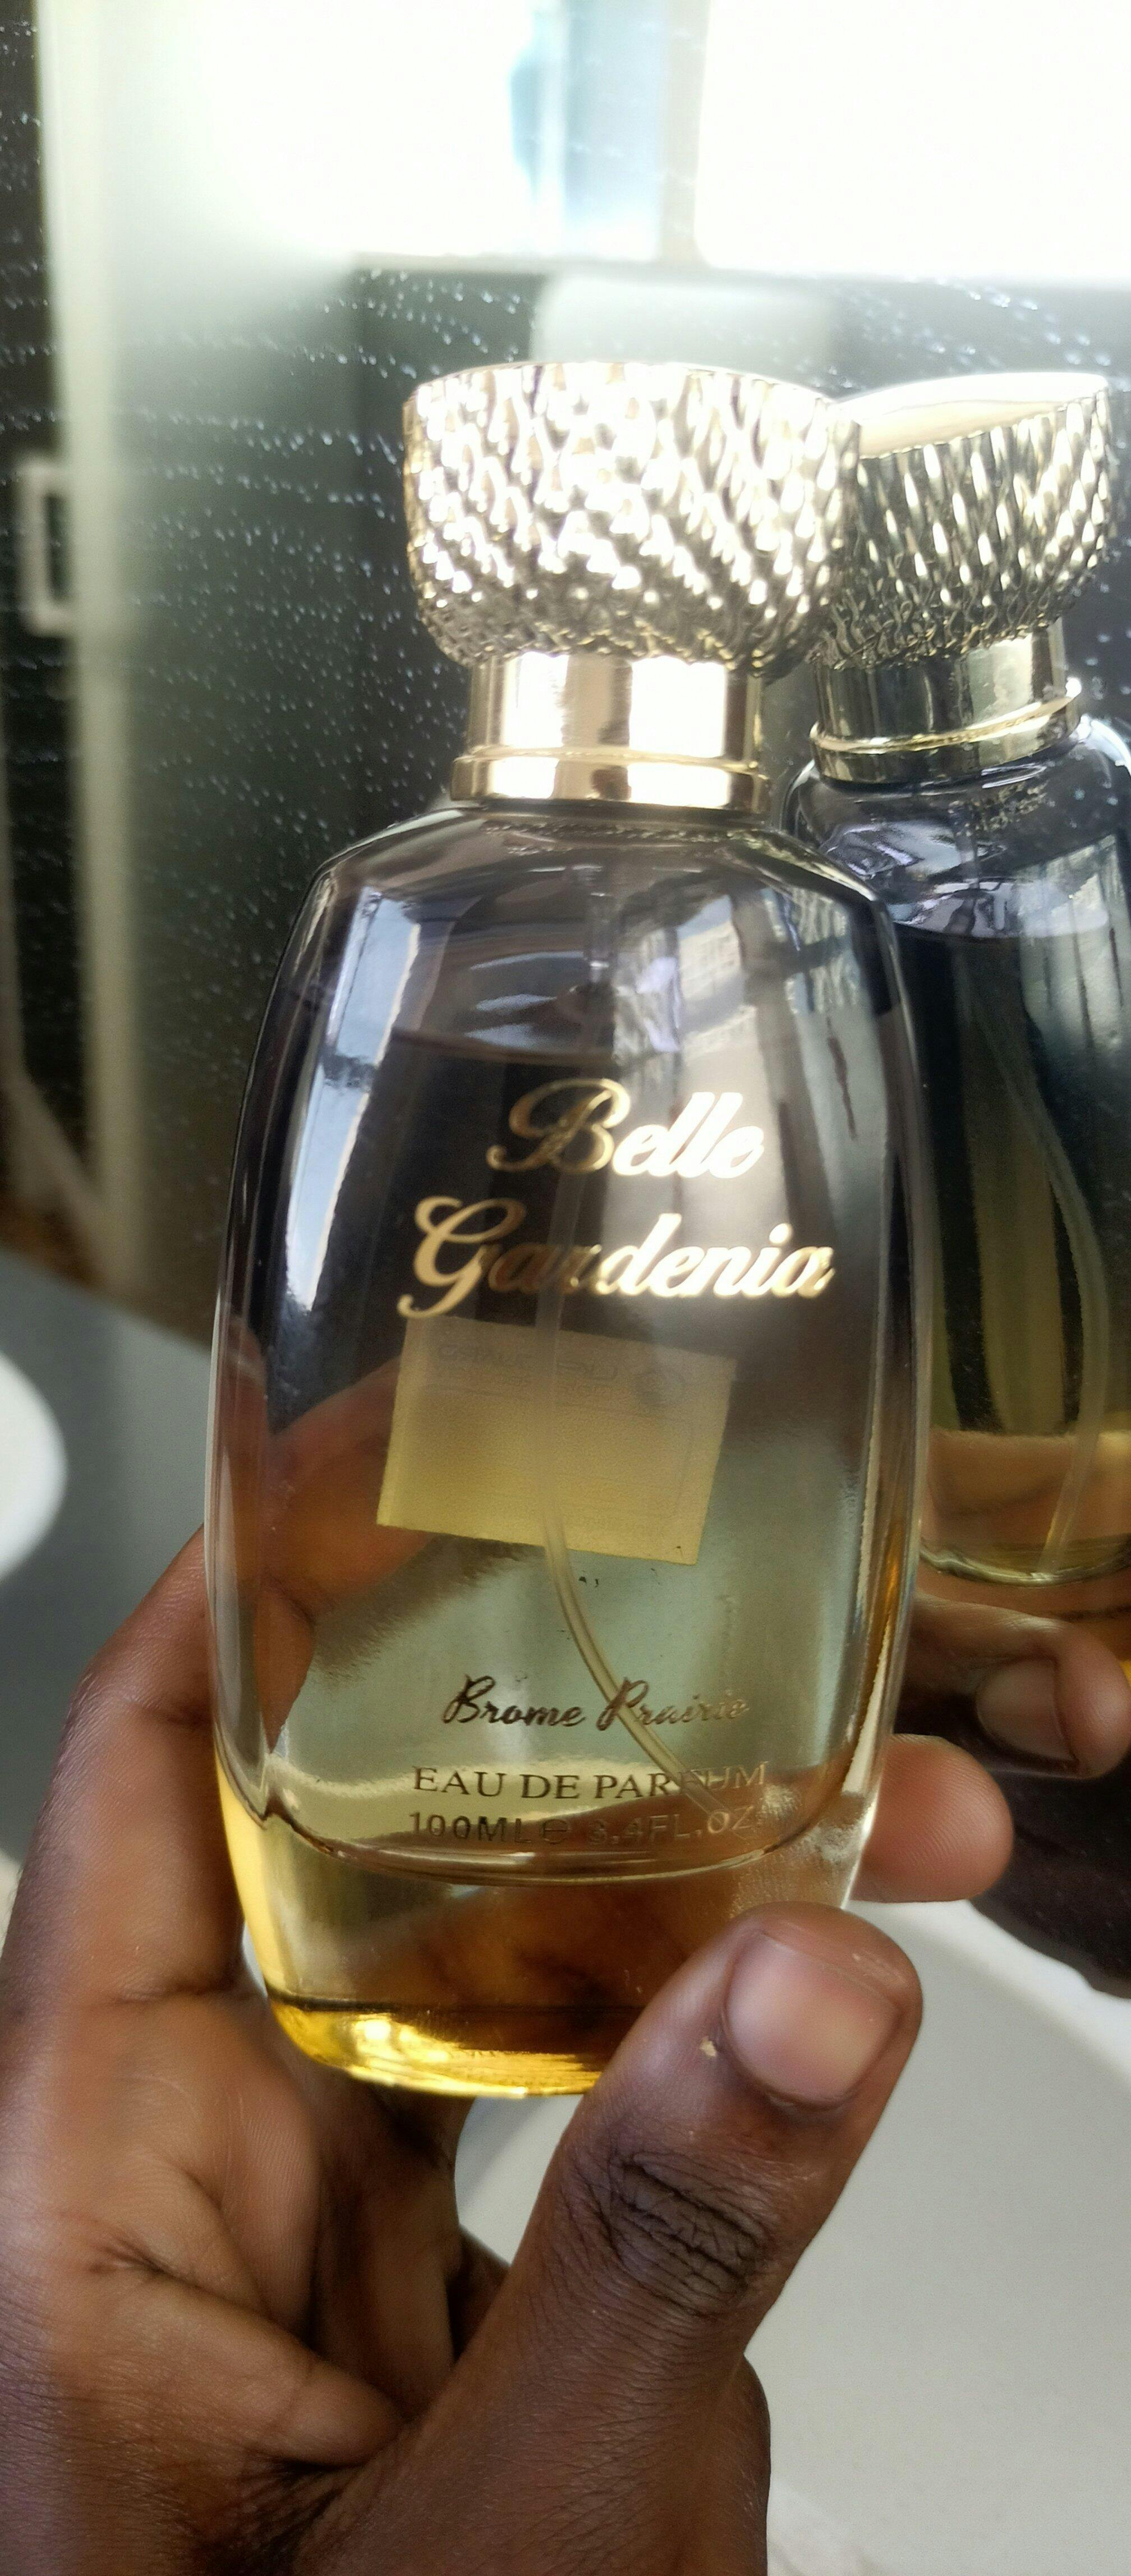 Belle
Gardenia
Brome Prairie
EAU DE PARFUM
100ML℮ 3.4FL.OZ.